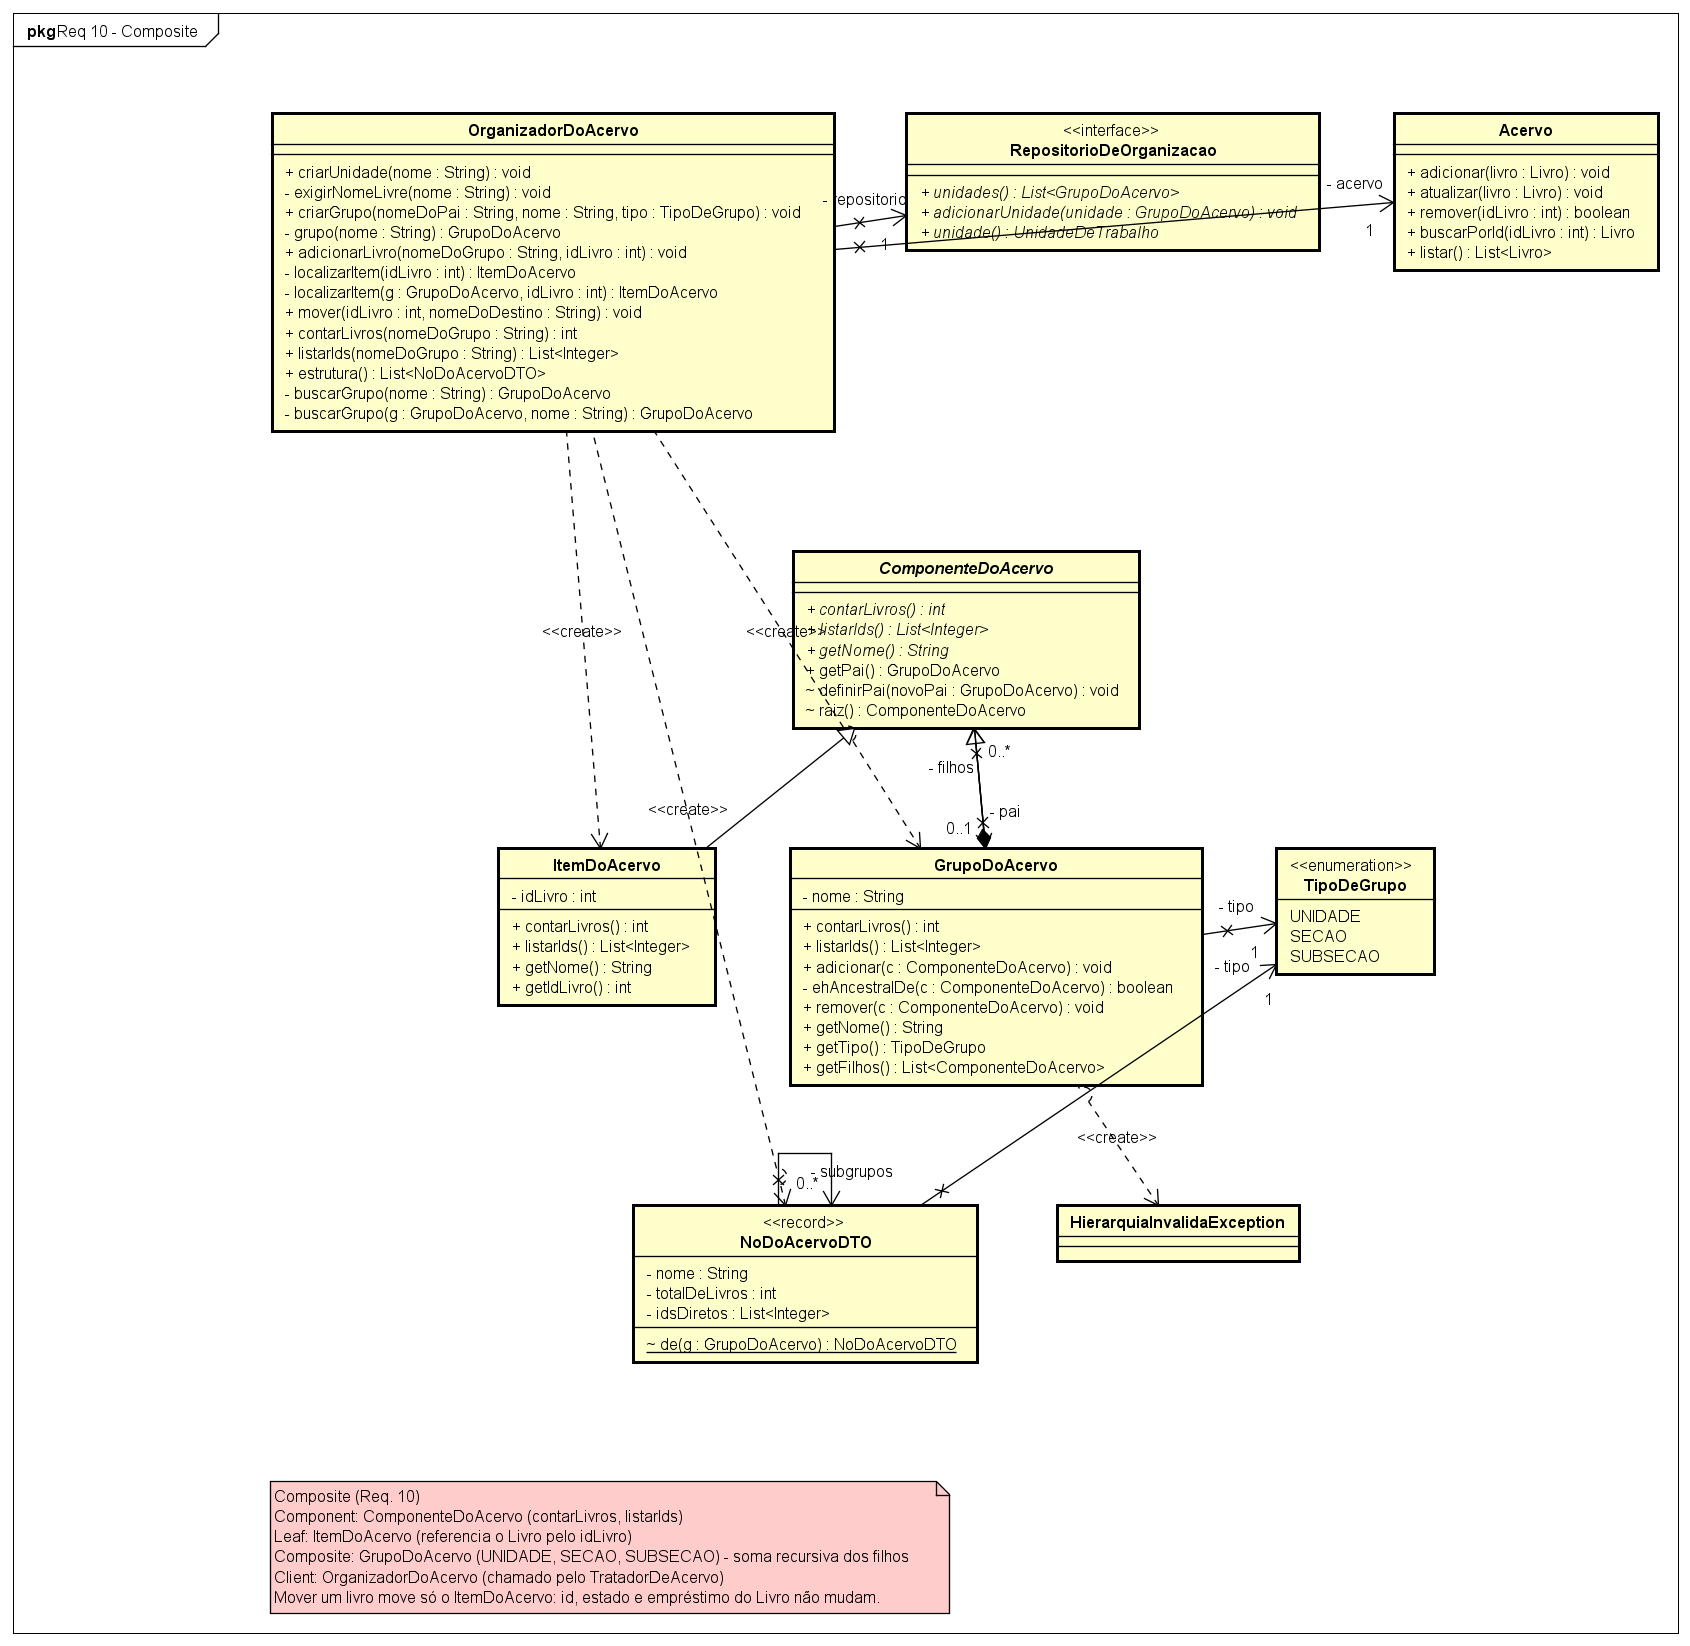 pkg Req 10 - Composite
OrganizadorDoAcervo
+ criarUnidade(nome : String) : void
- exigirNomeLivre(nome : String) : void
+ criarGrupo(nomeDoPai : String, nome : String, tipo : TipoDeGrupo) : void
- grupo(nome : String) : GrupoDoAcervo
+ adicionarLivro(nomeDoGrupo : String, idLivro : int) : void
- localizarItem(idLivro : int) : ItemDoAcervo
- localizarItem(g : GrupoDoAcervo, idLivro : int) : ItemDoAcervo
+ mover(idLivro : int, nomeDoDestino : String) : void
+ contarLivros(nomeDoGrupo : String) : int
+ listarIds(nomeDoGrupo : String) : List<Integer>
+ estrutura() : List<NoDoAcervoDTO>
- buscarGrupo(nome : String) : GrupoDoAcervo
- buscarGrupo(g : GrupoDoAcervo, nome : String) : GrupoDoAcervo
- repositorio
1
<<interface>>
RepositorioDeOrganizacao
+ unidades() : List<GrupoDoAcervo>
+ adicionarUnidade(unidade : GrupoDoAcervo) : void
+ unidade() : UnidadeDeTrabalho
- acervo
1
Acervo
+ adicionar(livro : Livro) : void
+ atualizar(livro : Livro) : void
+ remover(idLivro : int) : boolean
+ buscarPorId(idLivro : int) : Livro
+ listar() : List<Livro>
<<create>>
<<create>>
<<create>>
ComponenteDoAcervo
+ contarLivros() : int
+ listarIds() : List<Integer>
+ getNome() : String
+ getPai() : GrupoDoAcervo
~ definirPai(novoPai : GrupoDoAcervo) : void
~ raiz() : ComponenteDoAcervo
0..*
- filhos
- pai
0..1
ItemDoAcervo
- idLivro : int
+ contarLivros() : int
+ listarIds() : List<Integer>
+ getNome() : String
+ getIdLivro() : int
GrupoDoAcervo
- nome : String
+ contarLivros() : int
+ listarIds() : List<Integer>
+ adicionar(c : ComponenteDoAcervo) : void
- ehAncestralDe(c : ComponenteDoAcervo) : boolean
+ remover(c : ComponenteDoAcervo) : void
+ getNome() : String
+ getTipo() : TipoDeGrupo
+ getFilhos() : List<ComponenteDoAcervo>
- tipo
1
- tipo
1
<<enumeration>>
TipoDeGrupo
UNIDADE
SECAO
SUBSECAO
<<create>>
- subgrupos
0..*
<<record>>
NoDoAcervoDTO
- nome : String
- totalDeLivros : int
- idsDiretos : List<Integer>
~ de(g : GrupoDoAcervo) : NoDoAcervoDTO
HierarquiaInvalidaException
Composite (Req. 10)
Component: ComponenteDoAcervo (contarLivros, listarIds)
Leaf: ItemDoAcervo (referencia o Livro pelo idLivro)
Composite: GrupoDoAcervo (UNIDADE, SECAO, SUBSECAO) - soma recursiva dos filhos
Client: OrganizadorDoAcervo (chamado pelo TratadorDeAcervo)
Mover um livro move só o ItemDoAcervo: id, estado e empréstimo do Livro não mudam.